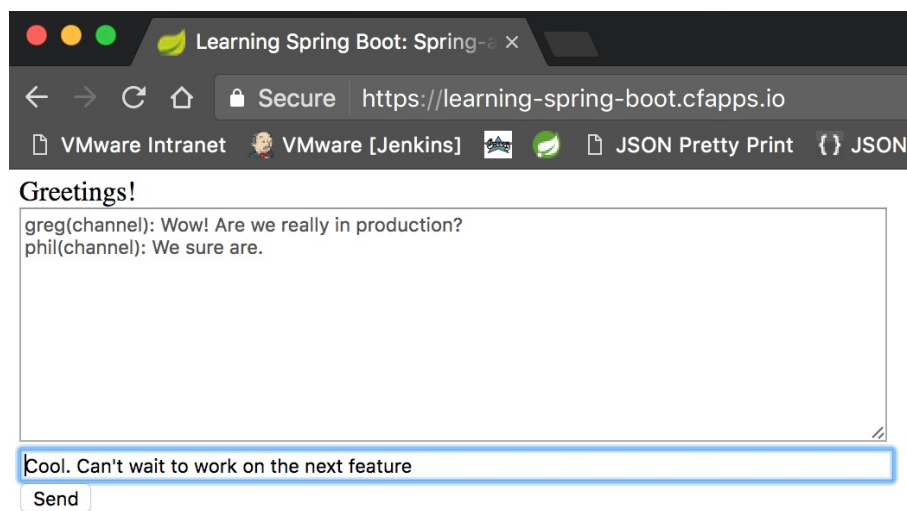 Learning Spring Boot: Spring-a
Secure https://learning-spring-boot.cfapps.io
VMware Intranet VMware [Jenkins] JSON Pretty Print {} JSON
Greetings!
greg(channel): Wow! Are we really in production?
phil(channel): We sure are.
Cool. Can't wait to work on the next feature
Send